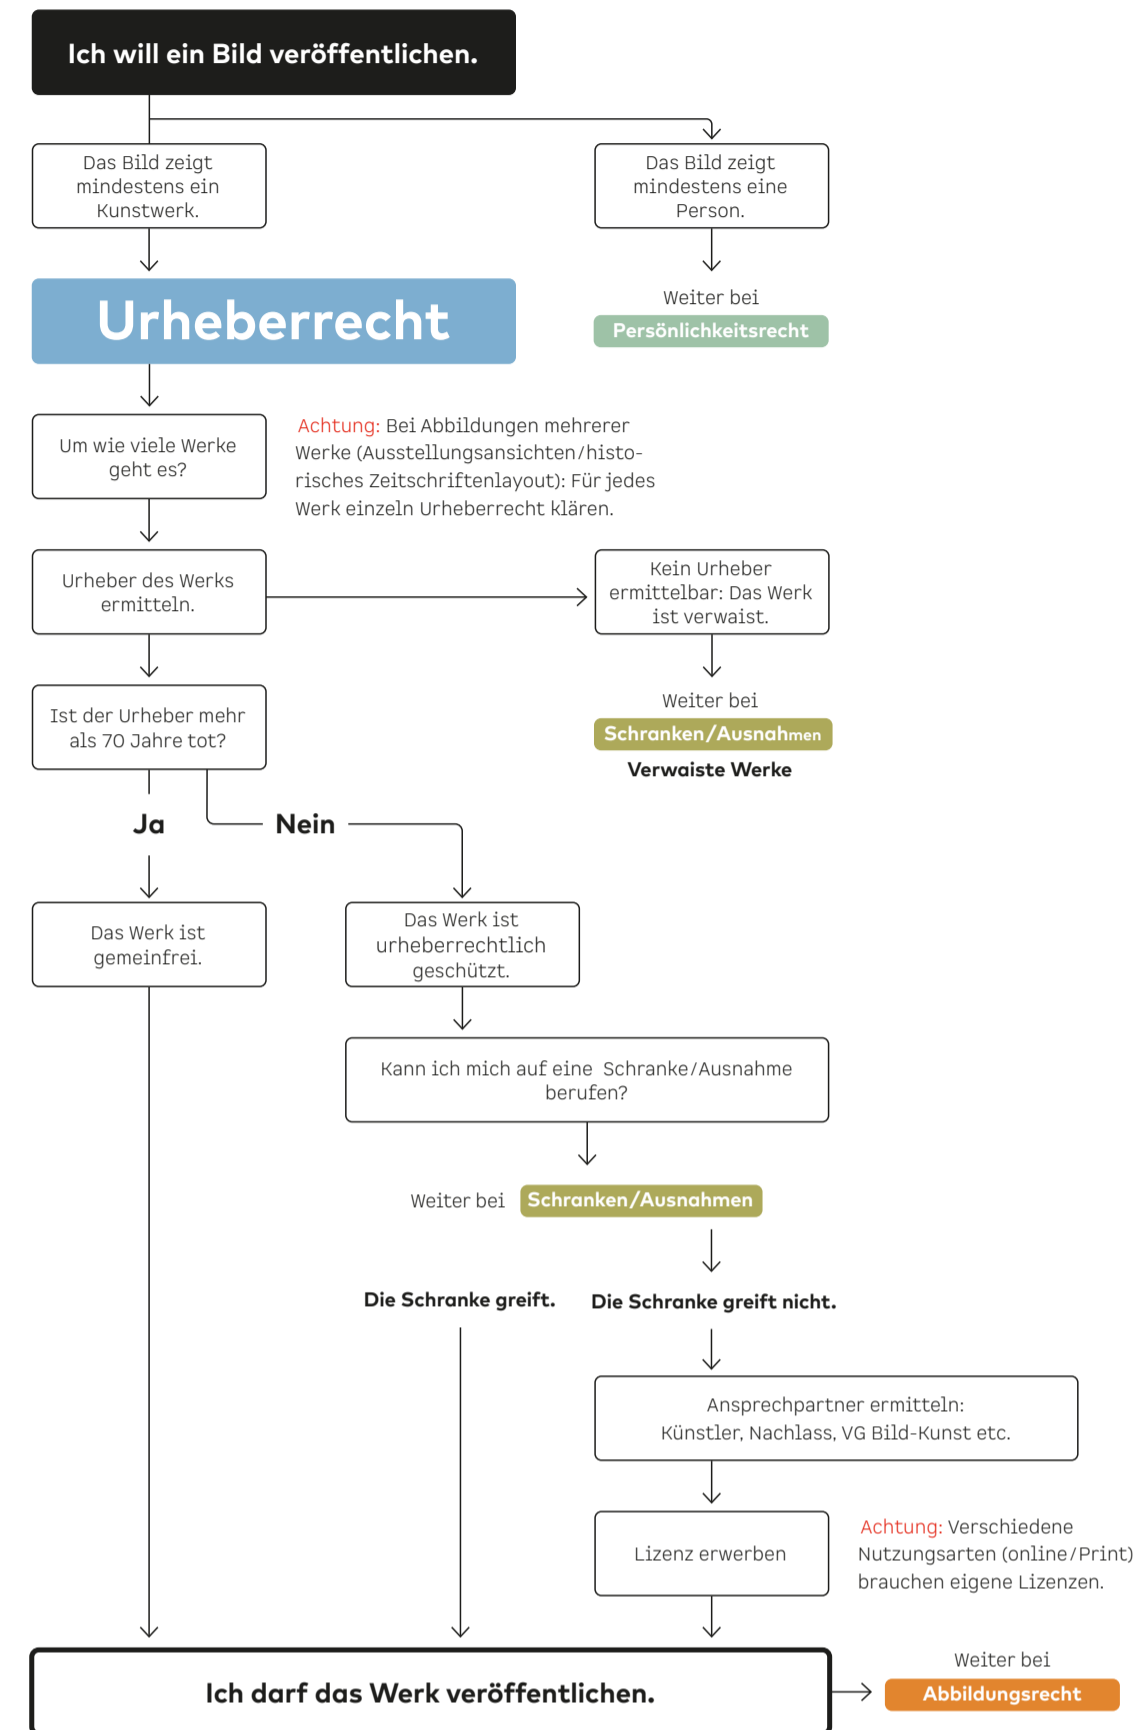 Ich will ein Bild veröffentlichen.
Das Bild zeigt
mindestens ein
Kunstwerk.
Das Bild zeigt
mindestens eine
Person.
Urheberrecht
Weiter bei
Persönlichkeitsrecht
Um wie viele Werke
geht es?
Achtung: Bei Abbildungen mehrerer
Werke (Ausstellungsansichten/histo-
risches Zeitschriftenlayout): Für jedes
Werk einzeln Urheberrecht klären.
Urheber des Werks
ermitteln.
Kein Urheber
ermittelbar: Das Werk
ist verwaist.
Weiter bei
Schranken/Ausnahmen
Verwaiste Werke
Ist der Urheber mehr
als 70 Jahre tot?
Ja
Nein
Das Werk ist
gemeinfrei.
Das Werk ist
urheberrechtlich
geschützt.
Kann ich mich auf eine Schranke/Ausnahme
berufen?
Weiter bei Schranken/Ausnahmen
Die Schranke greift.
Die Schranke greift nicht.
Ansprechpartner ermitteln:
Künstler, Nachlass, VG Bild-Kunst etc.
Lizenz erwerben
Achtung: Verschiedene
Nutzungsarten (online/Print)
brauchen eigene Lizenzen.
Ich darf das Werk veröffentlichen.
Weiter bei
Abbildungsrecht